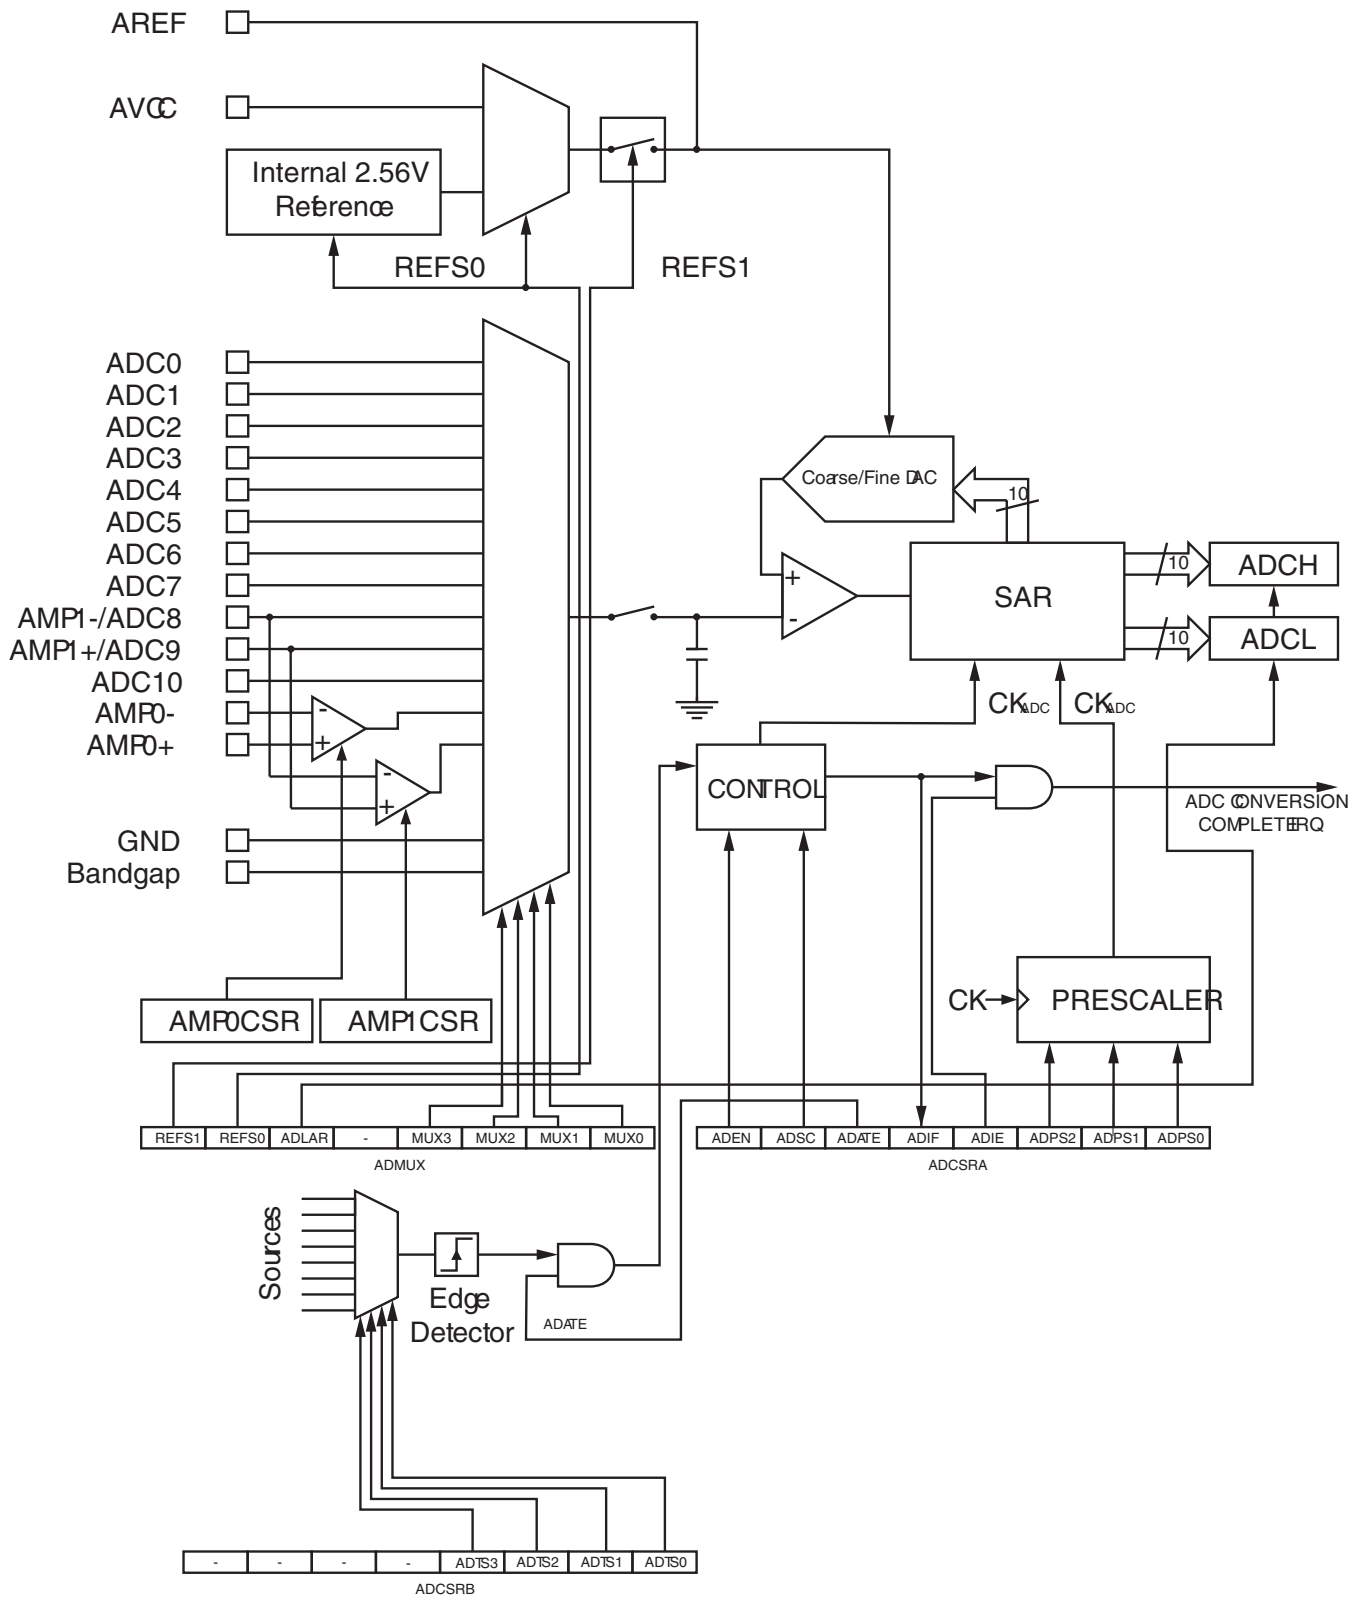 AREF
AVCC
Internal 2.56V
Reference
REFS0
REFS1
ADC0
ADC1
ADC2
ADC3
ADC4
ADC5
ADC6
ADC7
AMP1-/ADC8
AMP1+/ADC9
ADC10
AMP0-
AMP0+
GND
Bandgap
-
+
-
+
Coarse/Fine DAC
10
+
-
SAR
10
ADCH
10
ADCL
CKADC
CKADC
CONTROL
ADC CONVERSION
COMPLETE IRQ
CK
PRESCALER
AMP0CSR
AMP1CSR
REFS1 REFS0 ADLAR - MUX3 MUX2 MUX1 MUX0
ADMUX
ADEN ADSC ADATE ADIF ADIE ADPS2 ADPS1 ADPS0
ADCSRA
Sources
Edge
Detector
ADATE
- - - - ADTS3 ADTS2 ADTS1 ADTS0
ADCSRB